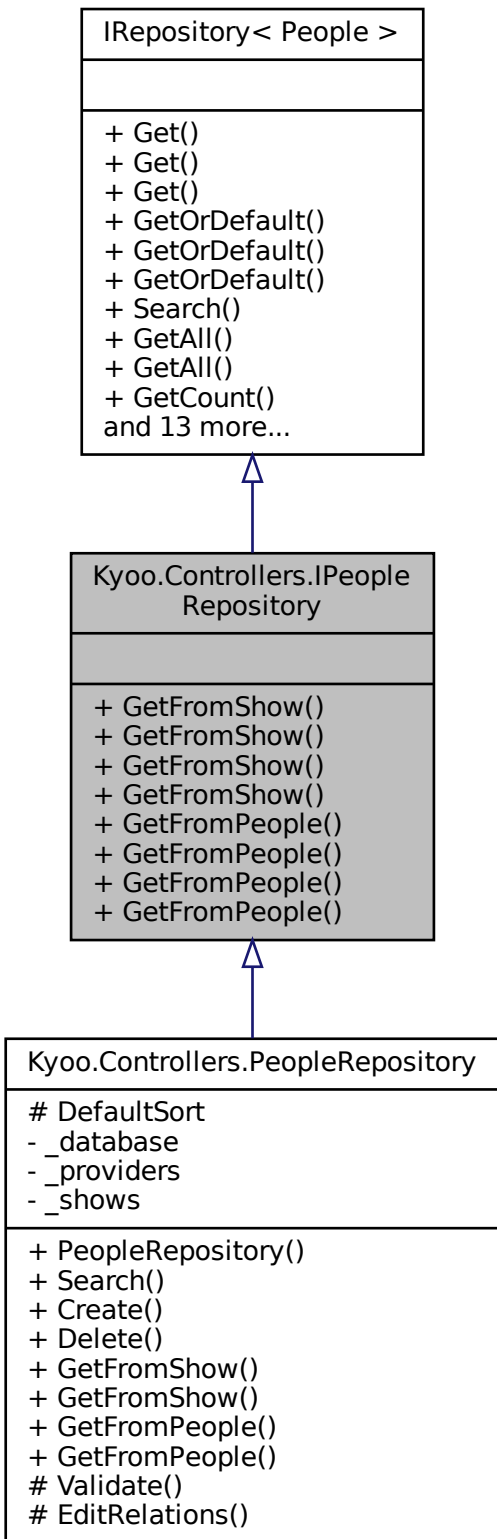 IRepository< People >
+ Get()
+ Get()
+ Get()
+ GetOrDefault()
+ GetOrDefault()
+ GetOrDefault()
+ Search()
+ GetAll()
+ GetAll()
+ GetCount()
and 13 more...
Kyoo.Controllers.IPeople
Repository
+ GetFromShow()
+ GetFromShow()
+ GetFromShow()
+ GetFromShow()
+ GetFromPeople()
+ GetFromPeople()
+ GetFromPeople()
+ GetFromPeople()
Kyoo.Controllers.PeopleRepository
# DefaultSort
- _database
- _providers
- _shows
+ PeopleRepository()
+ Search()
+ Create()
+ Delete()
+ GetFromShow()
+ GetFromShow()
+ GetFromPeople()
+ GetFromPeople()
# Validate()
# EditRelations()